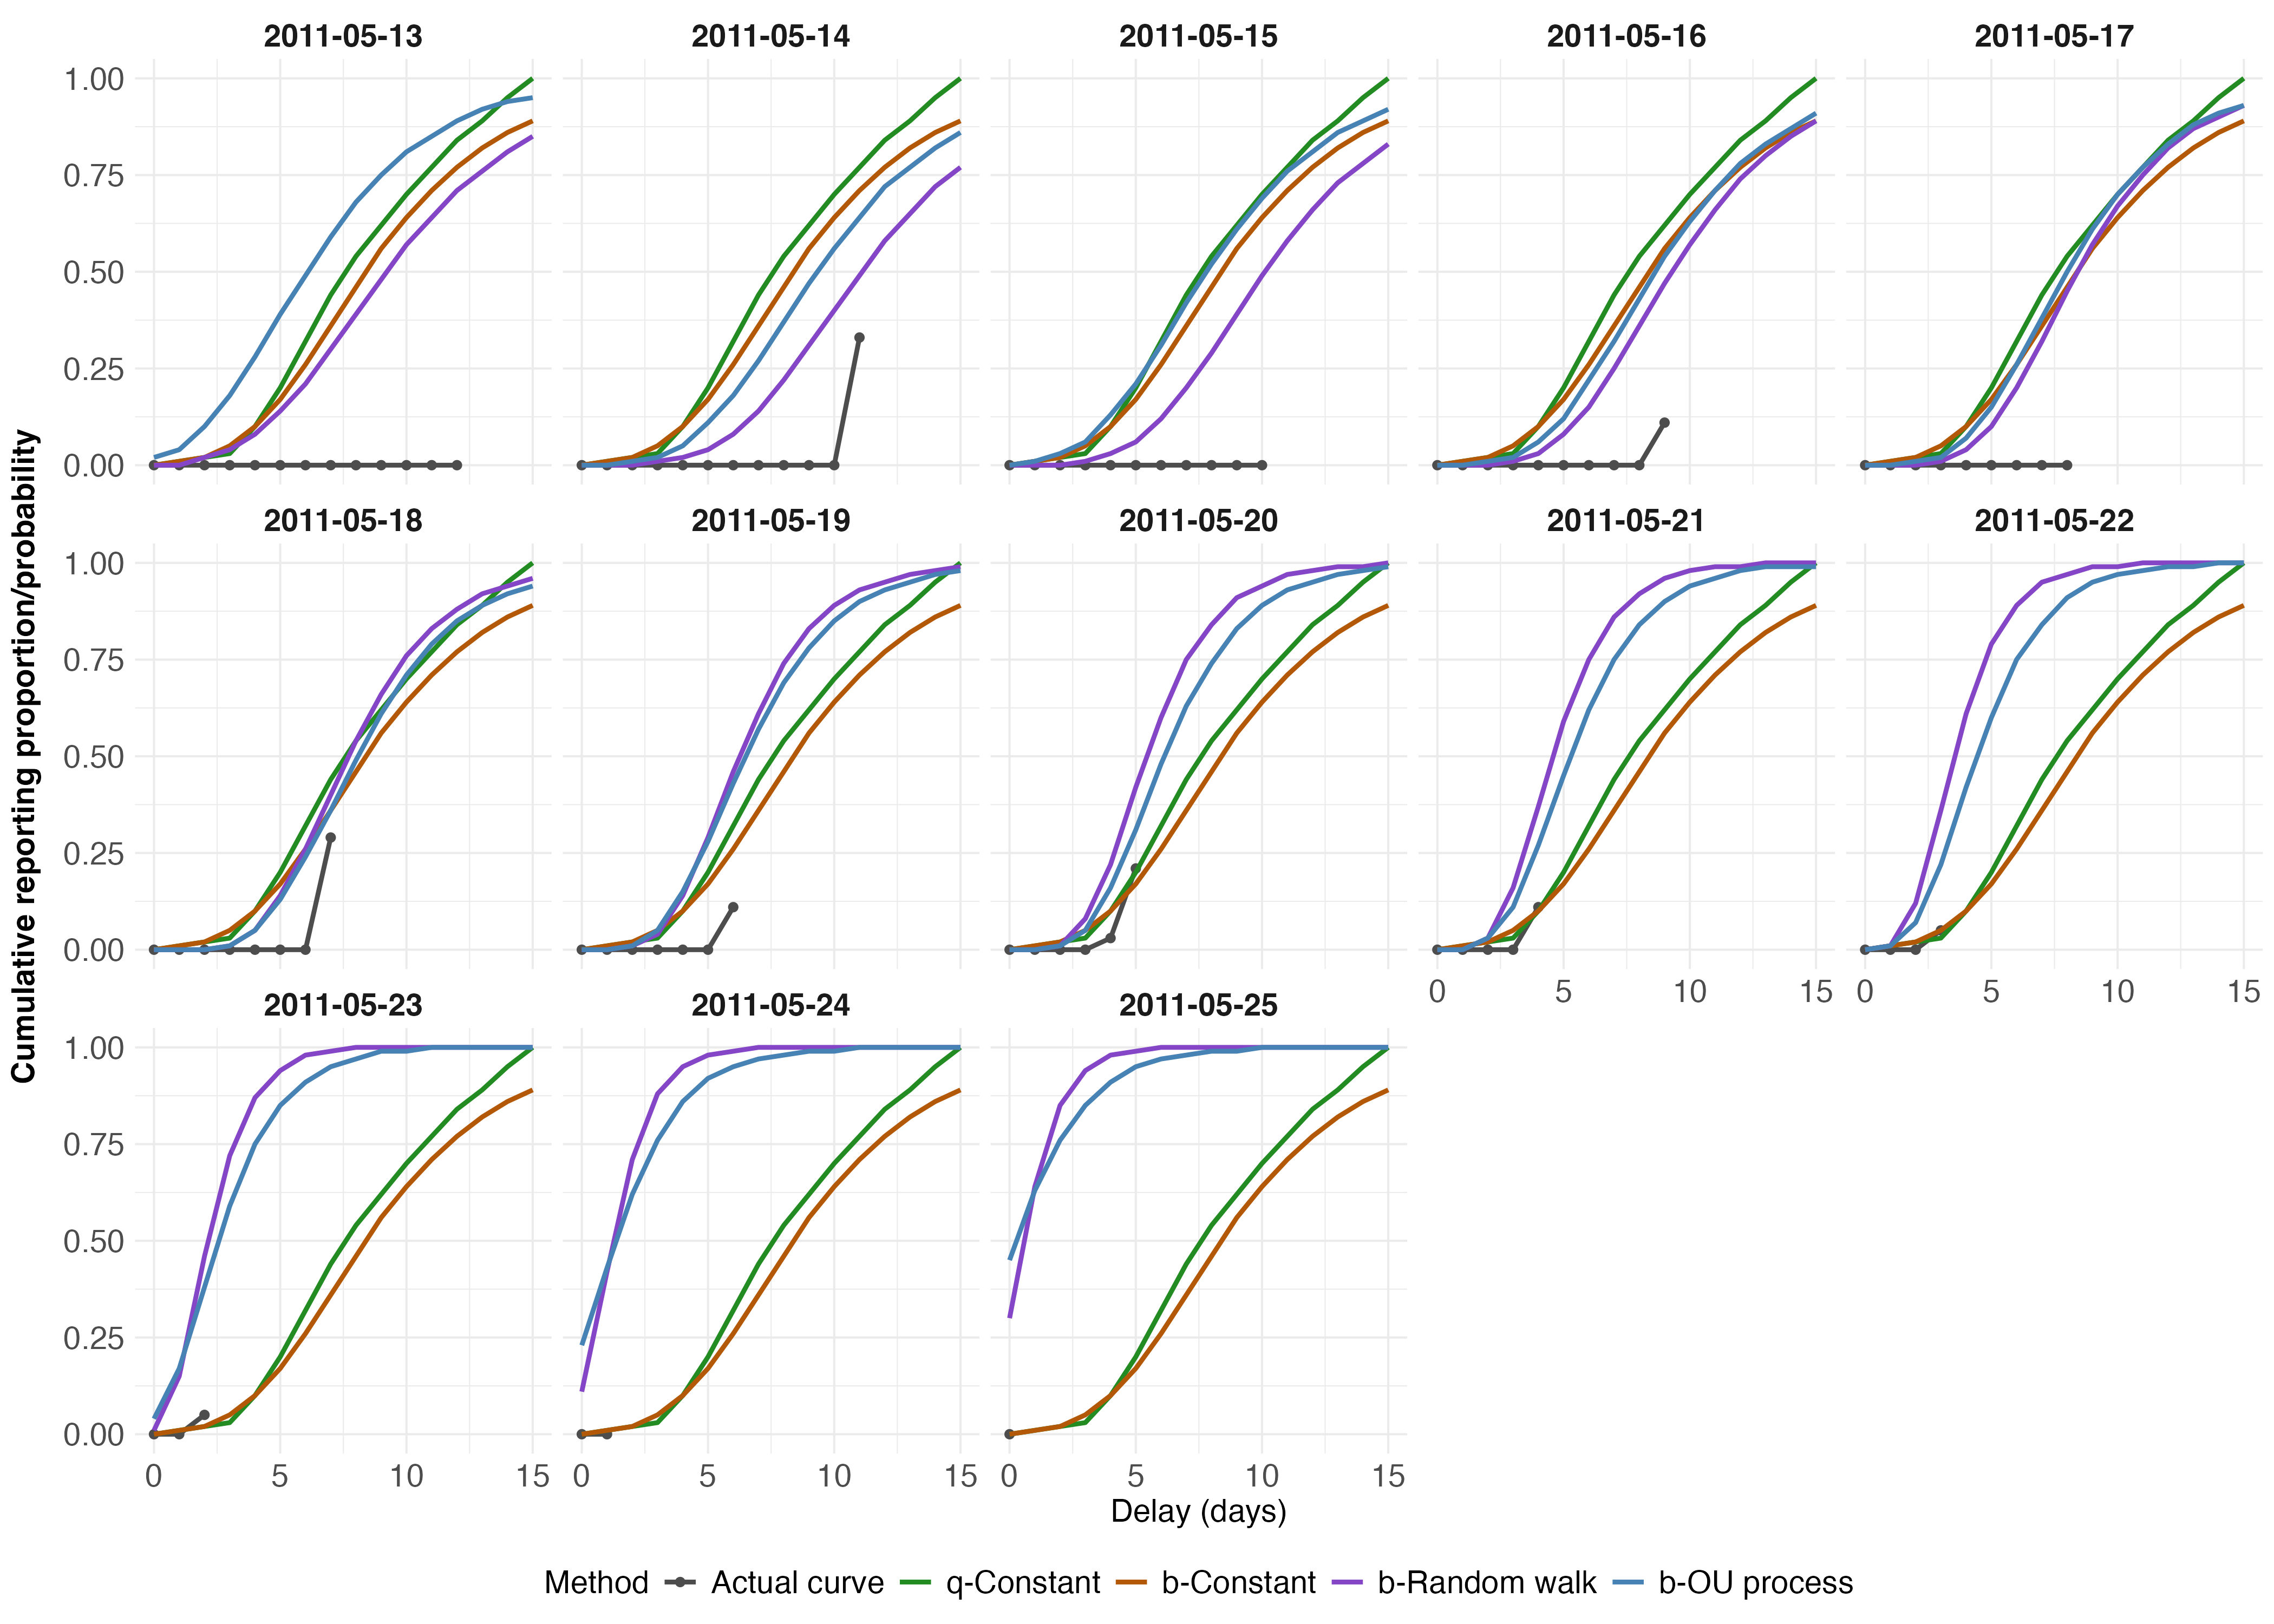 2011-05-13 2011-05-14 2011-05-15 2011-05-16 2011-05-17
1.00
0.75
0.50
0.25
0.00
2011-05-18 2011-05-19 2011-05-20 2011-05-21 2011-05-22
1.00
0.75
0.50
0.25
0.00
0 5 10 15 0 5 10 15
2011-05-23 2011-05-24 2011-05-25
1.00
0.75
0.50
0.25
0.00
0 5 10 15 0 5 10 15 0 5 10 15
Cumulative reporting proportion/probability
Delay (days)
Method Actual curve q-Constant b-Constant b-Random walk b-OU process